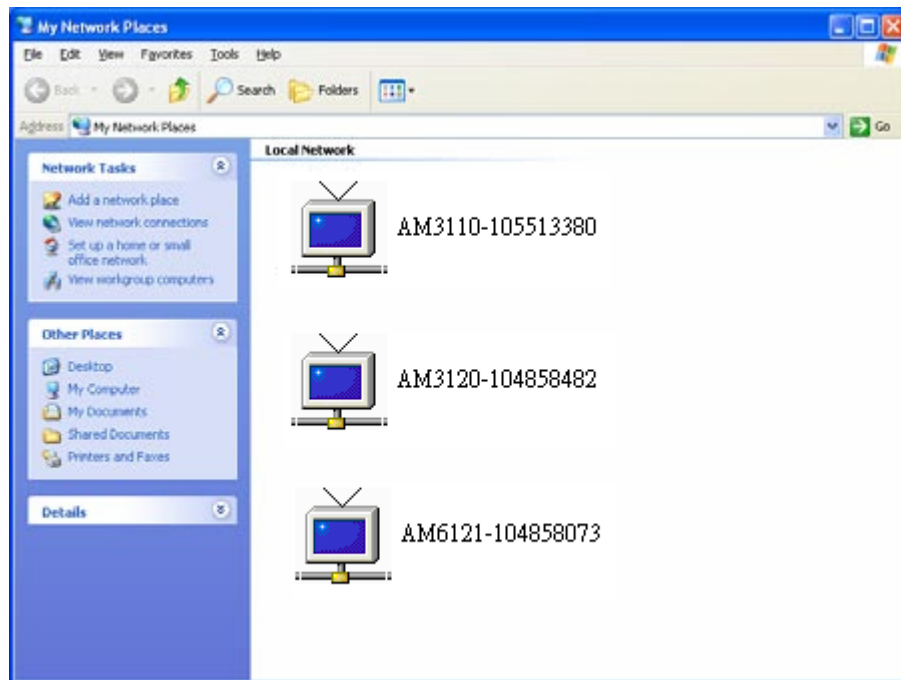 My Network Places
File Edit View Favorites Tools Help
Back Search Folders
Address My Network Places Go
Network Tasks
Add a network place
View network connections
Set up a home or small
office network
View workgroup computers
Other Places
Desktop
My Computer
My Documents
Shared Documents
Printers and Faxes
Details
Local Network
AM3110-105513380
AM3120-104858482
AM6121-104858073